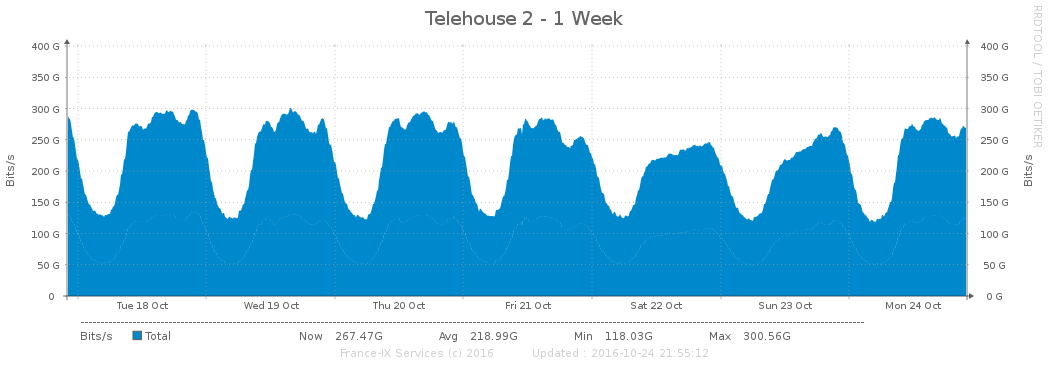 Telehouse 2 - 1 Week
RRDTOOL / TOBI OETIKER
Bits/s
400 G
350 G
300 G
250 G
200 G
150 G
100 G
50 G
0
400 G
350 G
300 G
250 G
200 G
150 G
100 G
50 G
0 G
Bits/s
Tue 18 Oct Wed 19 Oct Thu 20 Oct Fri 21 Oct Sat 22 Oct Sun 23 Oct Mon 24 Oct
Bits/s Total Now 267.47G Avg 218.99G Min 118.03G Max 300.56G
France-IX Services (c) 2016 Updated : 2016-10-24 21:55:12